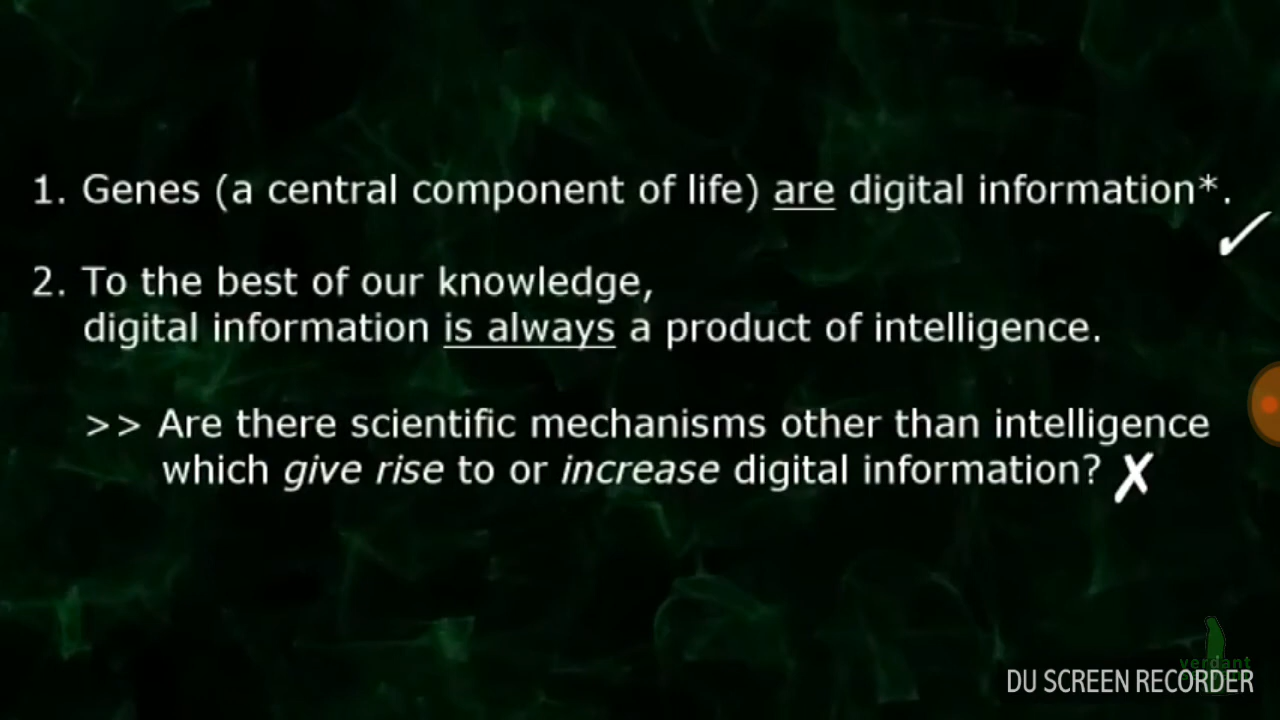 1. Genes (a central component of life) are digital information*.
✓
2. To the best of our knowledge,
digital information is always a product of intelligence.
>> Are there scientific mechanisms other than intelligence
which give rise to or increase digital information? ✗
verdant
DU SCREEN RECORDER